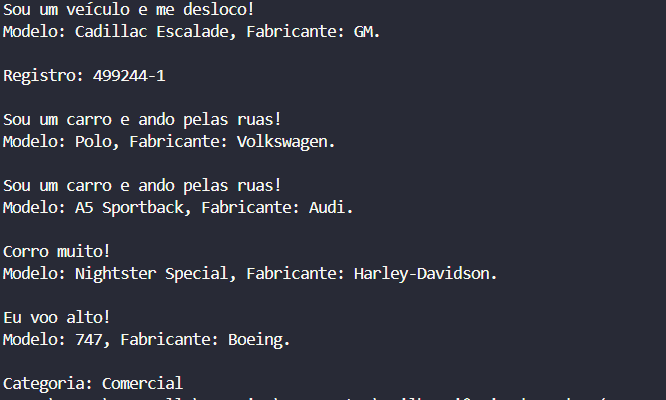 Sou um veículo e me desloco!
Modelo: Cadillac Escalade, Fabricante: GM.
Registro: 499244-1
Sou um carro e ando pelas ruas!
Modelo: Polo, Fabricante: Volkswagen.
Sou um carro e ando pelas ruas!
Modelo: A5 Sportback, Fabricante: Audi.
Corro muito!
Modelo: Nightster Special, Fabricante: Harley-Davidson.
Eu voo alto!
Modelo: 747, Fabricante: Boeing.
Categoria: Comercial